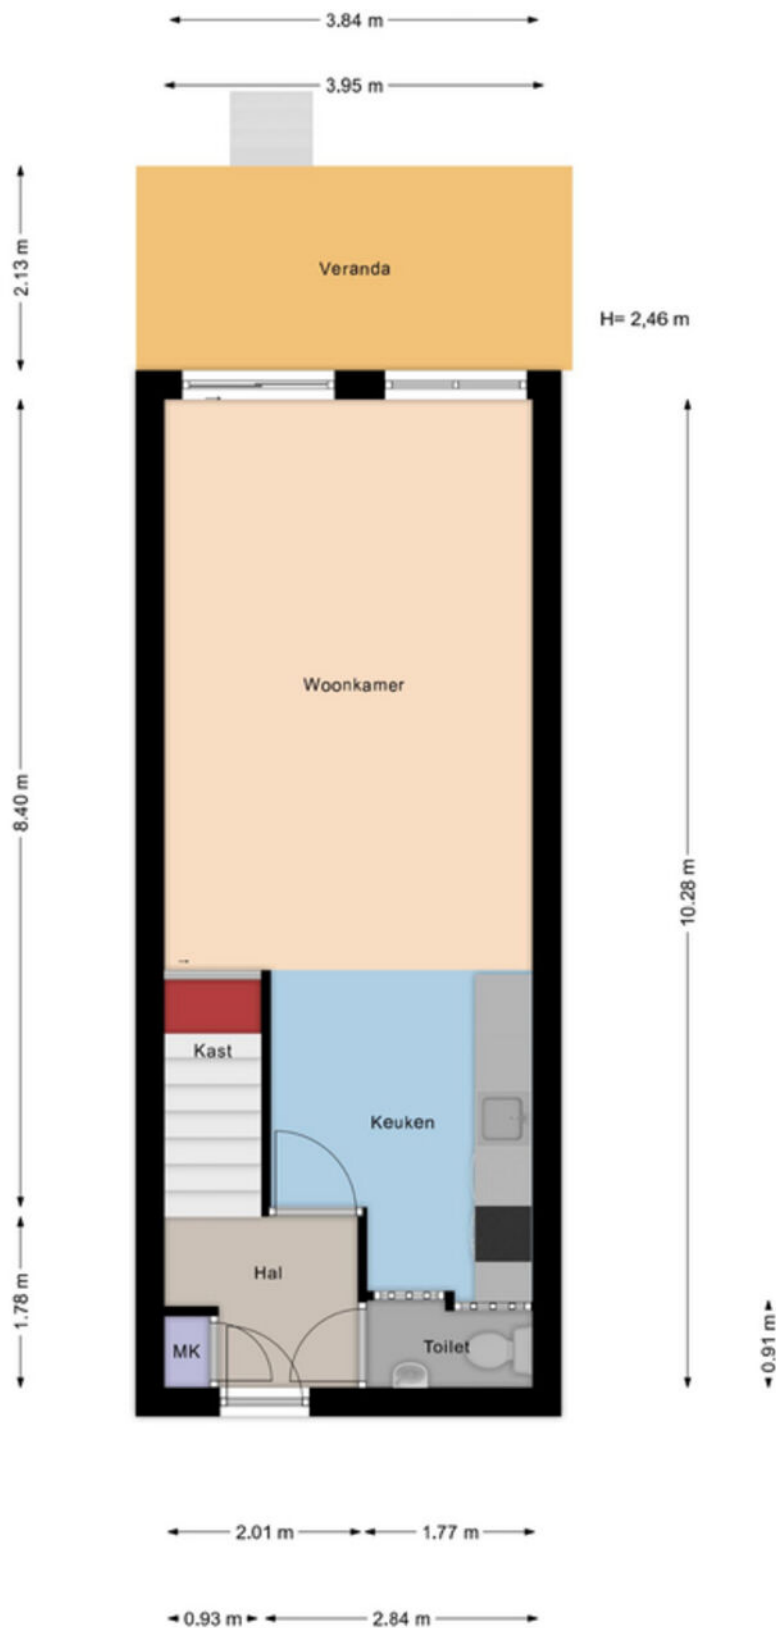 3.84 m
3.95 m
2.13 m
Veranda
H= 2,46 m
Woonkamer
8.40 m
10.28 m
Kast
Keuken
Hal
1.78 m
MK
Toilet
0.91 m
2.01 m
1.77 m
0.93 m
2.84 m